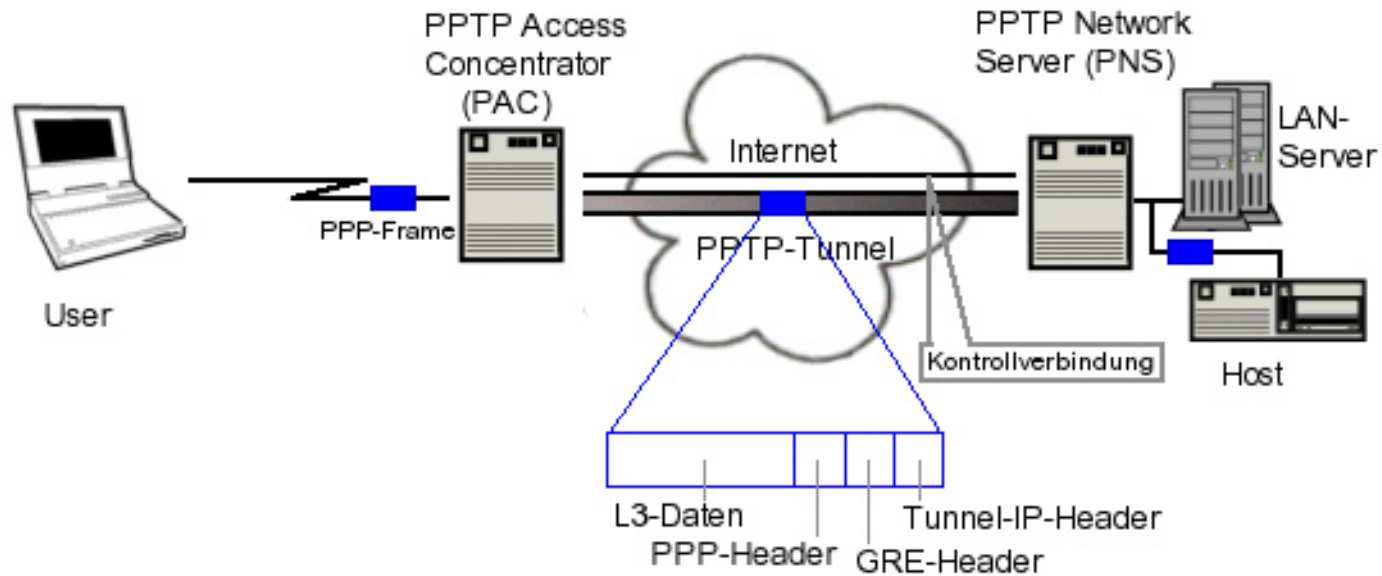 PPTP Access
Concentrator
(PAC)
PPTP Network
Server (PNS)
LAN-
Server
Internet
PPP-Frame
PPTP-Tunnel
User
Kontrollverbindung
Host
L3-Daten
Tunnel-IP-Header
PPP-Header
GRE-Header